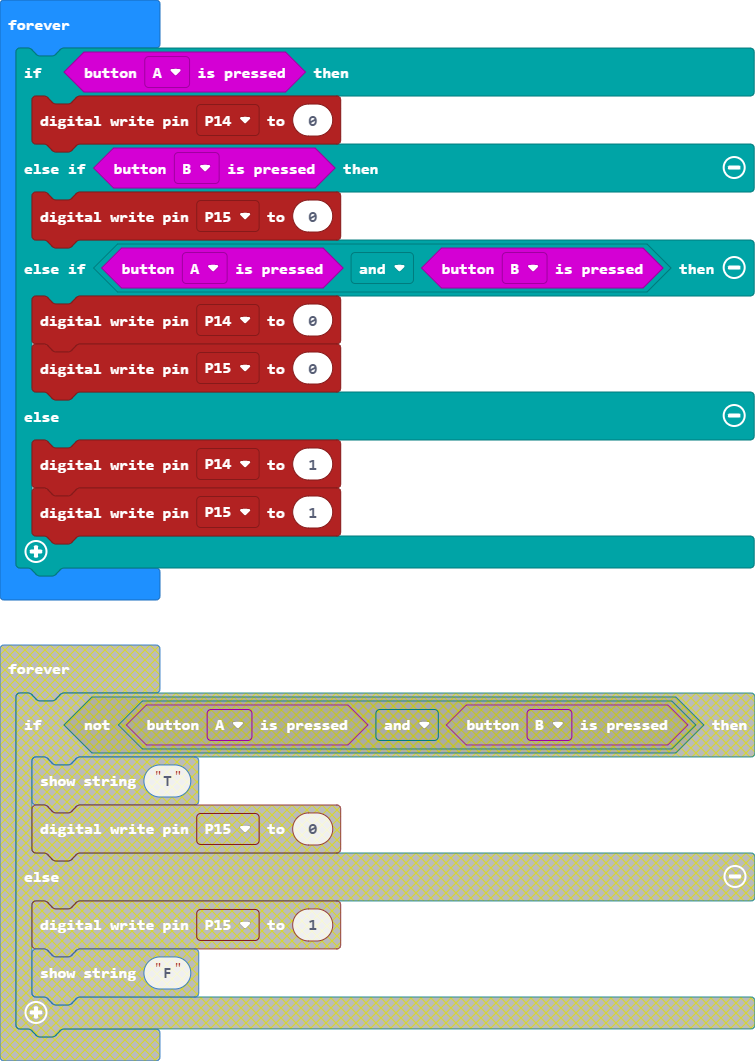 forever
if button A is pressed then
digital write pin P14 to 0
else if button B is pressed then
digital write pin P15 to 0
else if button A is pressed and button B is pressed then
digital write pin P14 to 0
digital write pin P15 to 0
else
digital write pin P14 to 1
digital write pin P15 to 1
forever
if not button A is pressed and button B is pressed then
show string "T"
digital write pin P15 to 0
else
digital write pin P15 to 1
show string "F"